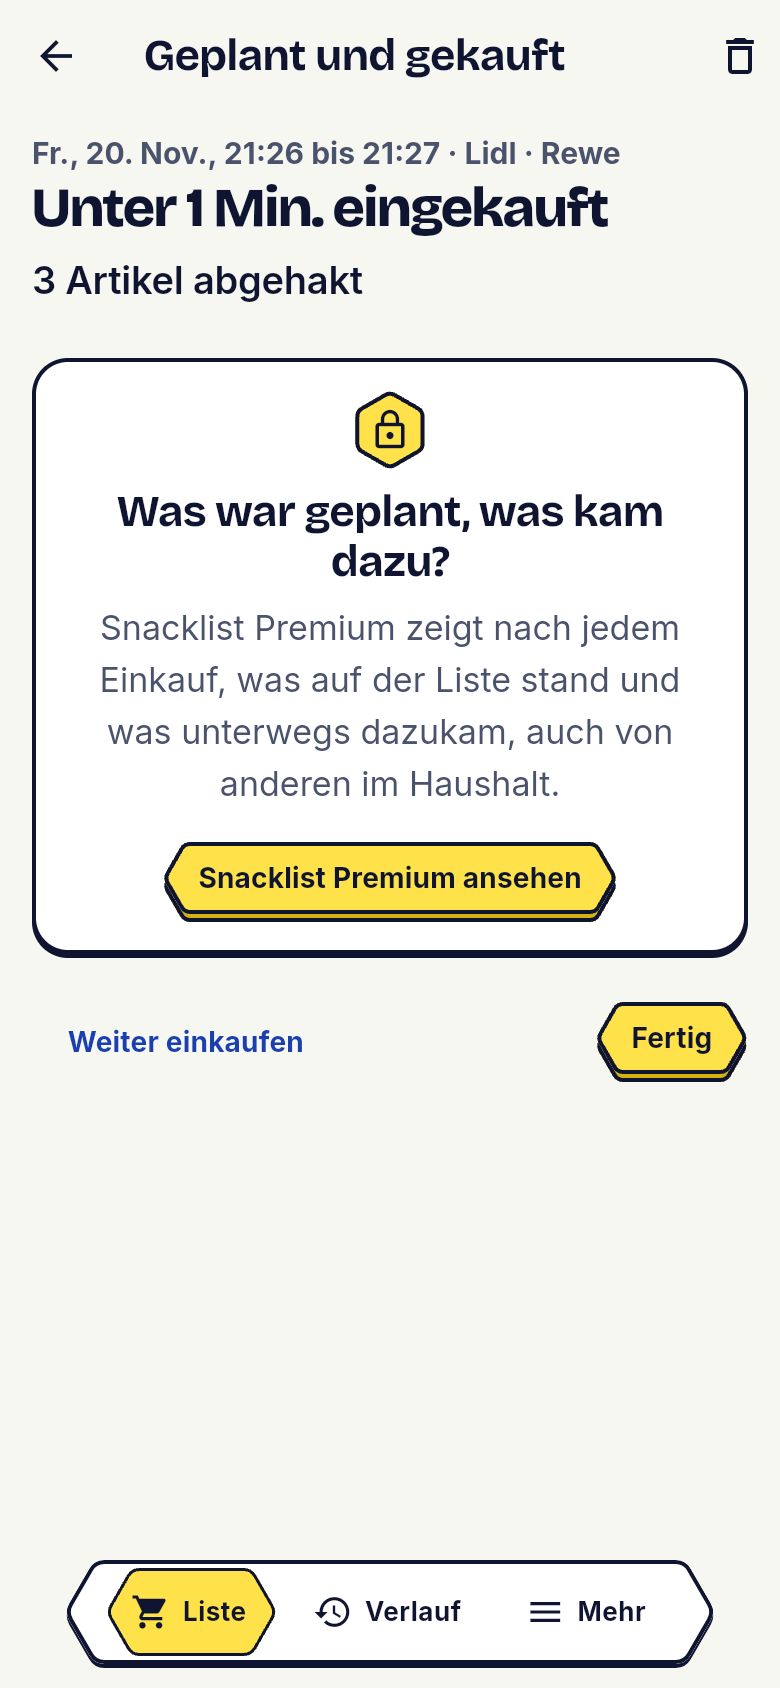 Geplant und gekauft
Fr., 20. Nov., 21:26 bis 21:27 · Lidl · Rewe
Unter 1 Min. eingekauft
3 Artikel abgehakt
Was war geplant, was kam
dazu?
Snacklist Premium zeigt nach jedem
Einkauf, was auf der Liste stand und
was unterwegs dazukam, auch von
anderen im Haushalt.
Snacklist Premium ansehen
Weiter einkaufen
Fertig
Liste
Verlauf
Mehr